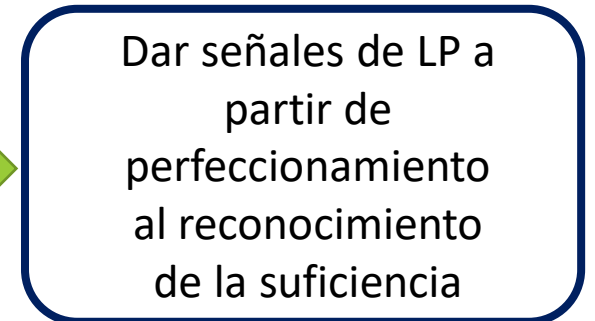 Dar señales de LP a
partir de
perfeccionamiento
al reconocimiento
de la suficiencia